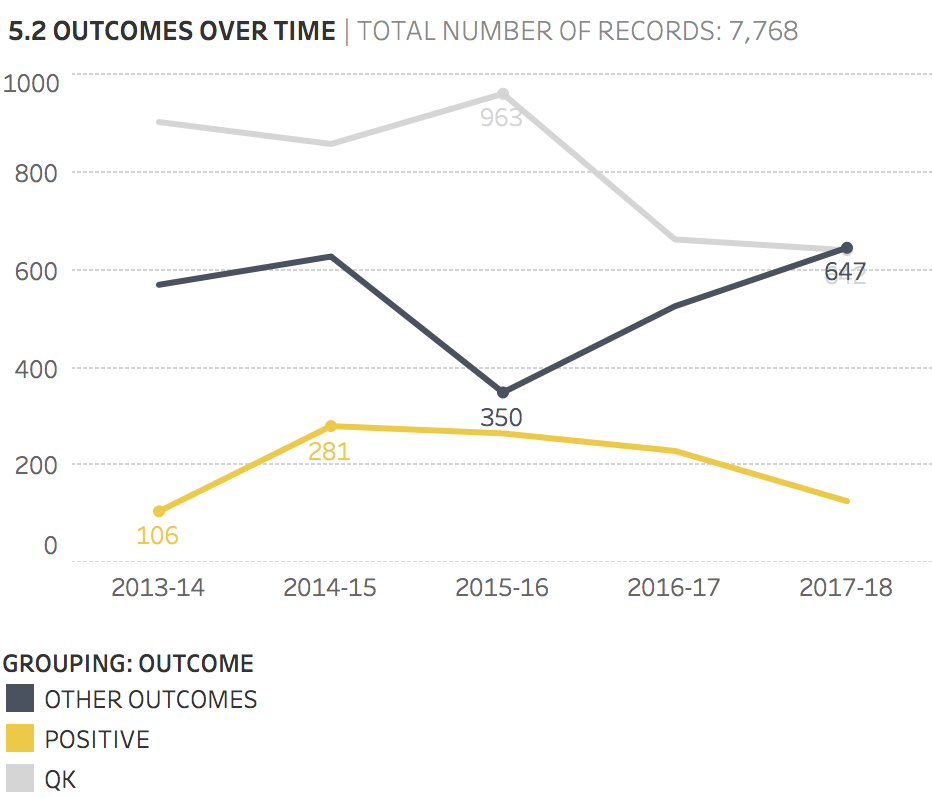 5.2 OUTCOMES OVER TIME | TOTAL NUMBER OF RECORDS: 7,768
1000
963
800
600
647
642
400
350
281
200
106
0
2013-14 2014-15 2015-16 2016-17 2017-18
GROUPING: OUTCOME
OTHER OUTCOMES
POSITIVE
QK